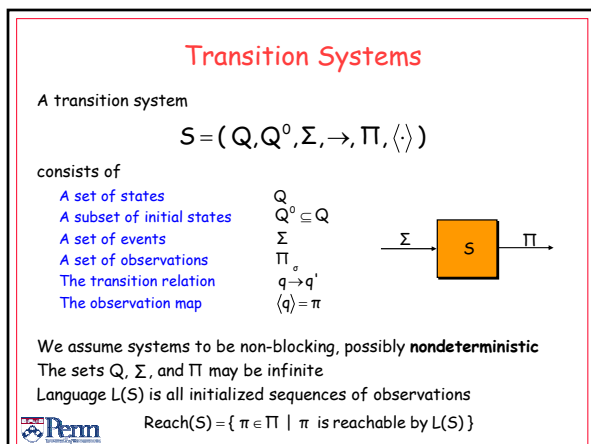 Transition Systems
A transition system
S = ( Q, Q⁰, Σ, →, Π, ⟨·⟩ )
consists of
A set of states Q
A subset of initial states Q⁰ ⊆ Q
A set of events Σ
A set of observations Π
The transition relation q →^σ q'
The observation map ⟨q⟩ = π
Σ S Π
We assume systems to be non-blocking, possibly nondeterministic
The sets Q, Σ, and Π may be infinite
Language L(S) is all initialized sequences of observations
Reach(S) = { π ∈ Π | π is reachable by L(S) }
Penn